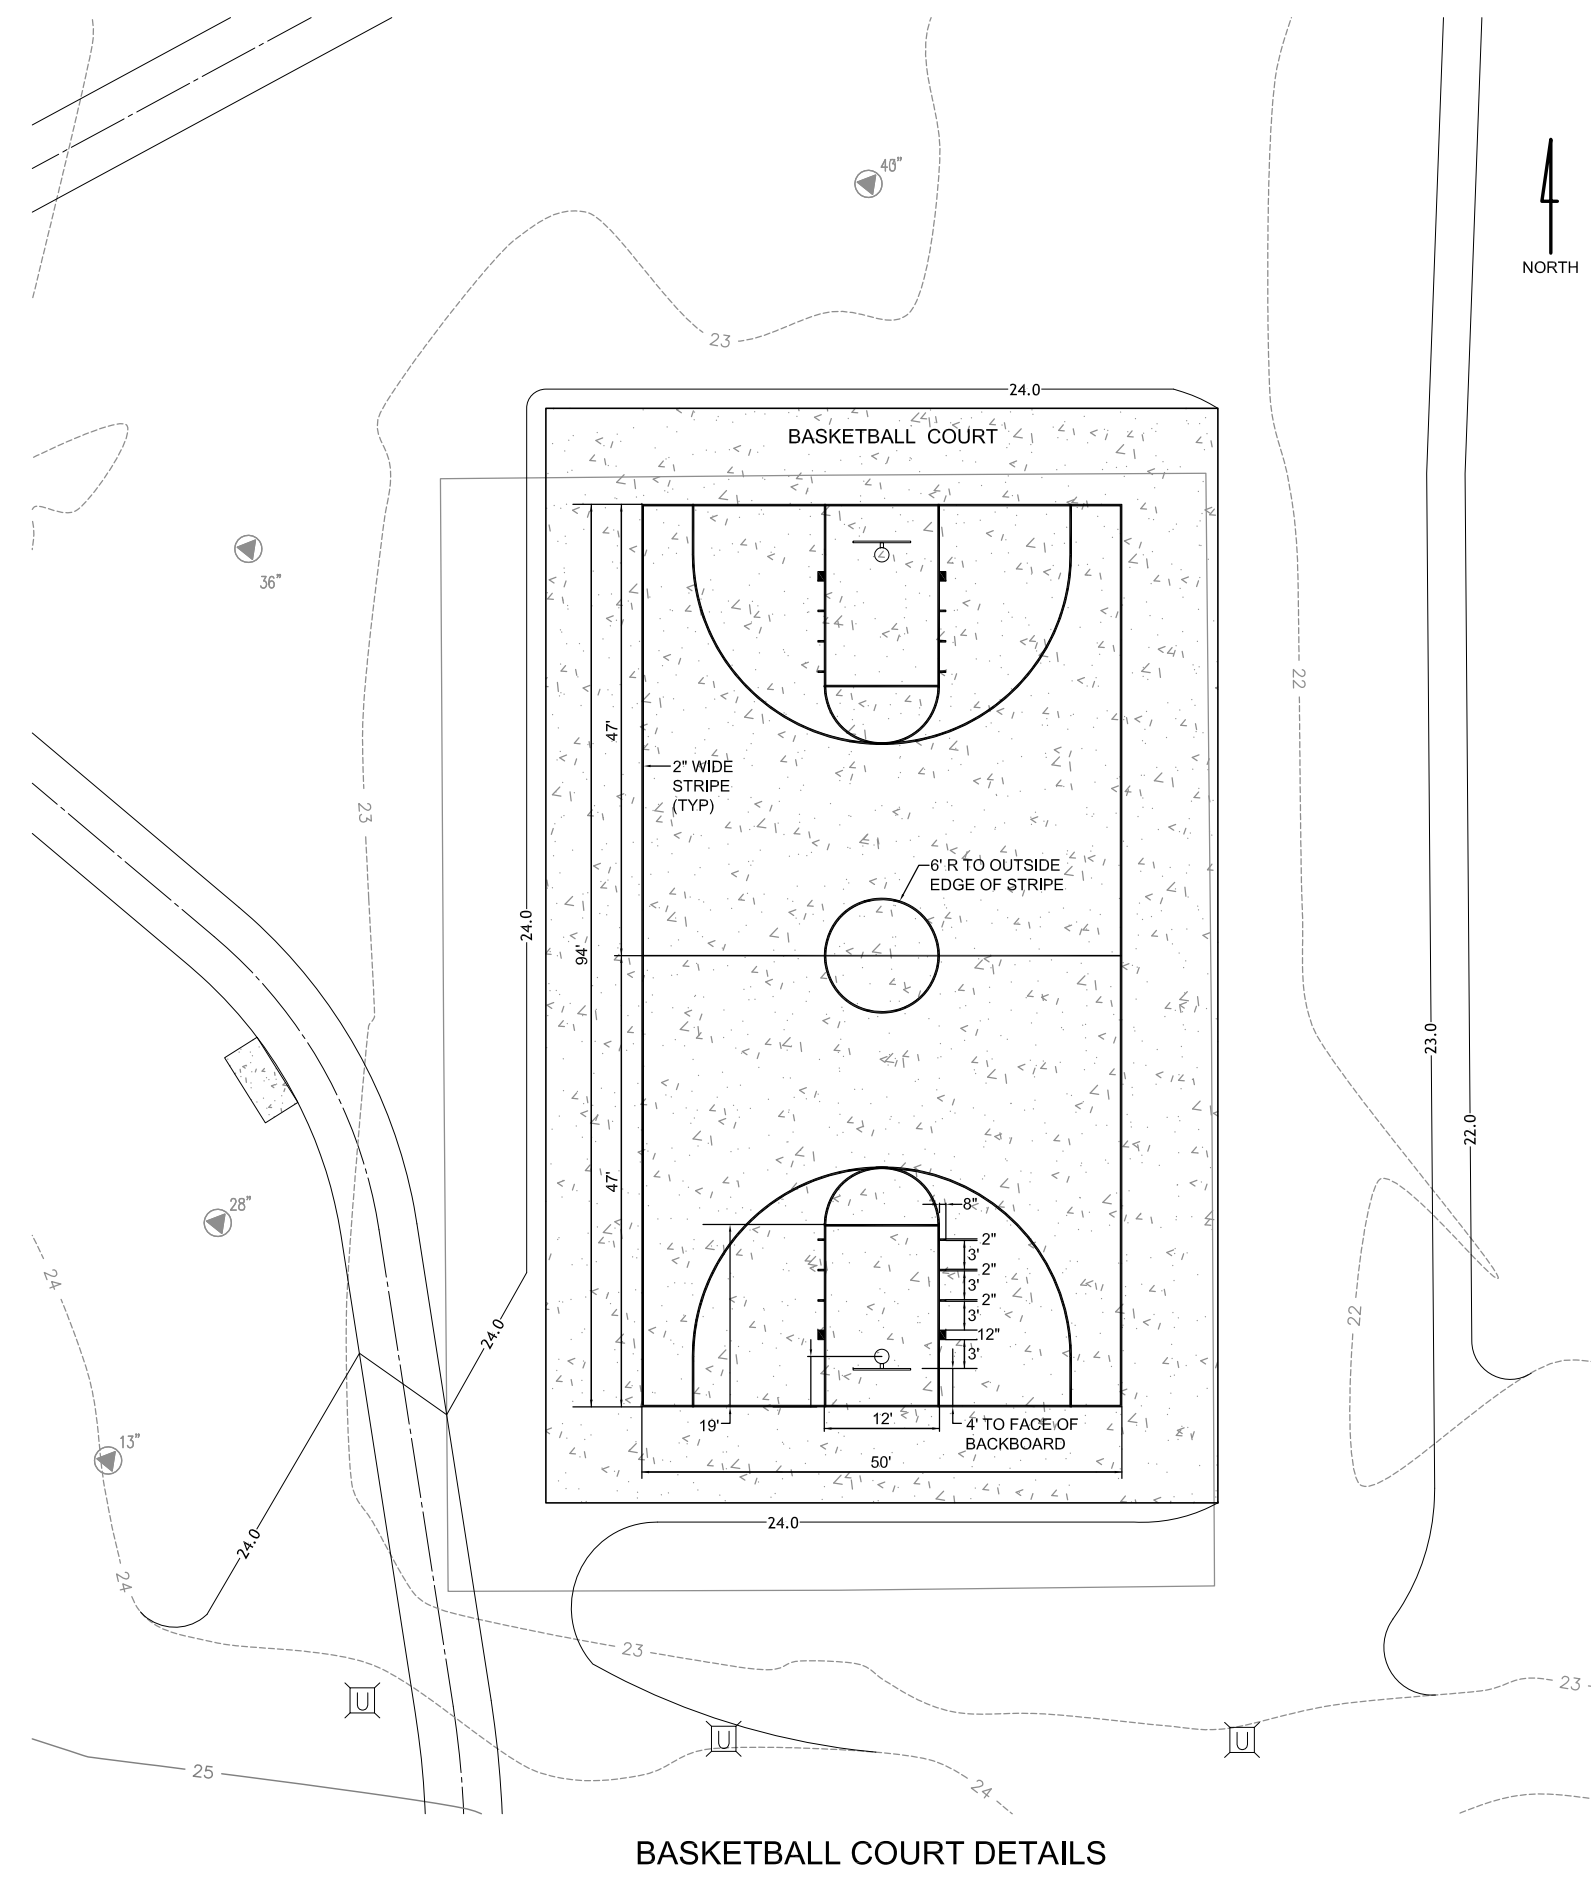 40"
NORTH
23
24.0
BASKETBALL COURT
36"
22
47'
2" WIDE
STRIPE
(TYP)
23
6' R TO OUTSIDE
EDGE OF STRIPE
24.0
94'
23.0
22.0
47'
28"
8"
2"
3'
2"
3'
2"
3'
12"
3'
24
22
24.0
19'
12'
4' TO FACE OF
BACKBOARD
13"
50'
24.0
24.0
24
23
23
U
U
U
25
24
BASKETBALL COURT DETAILS